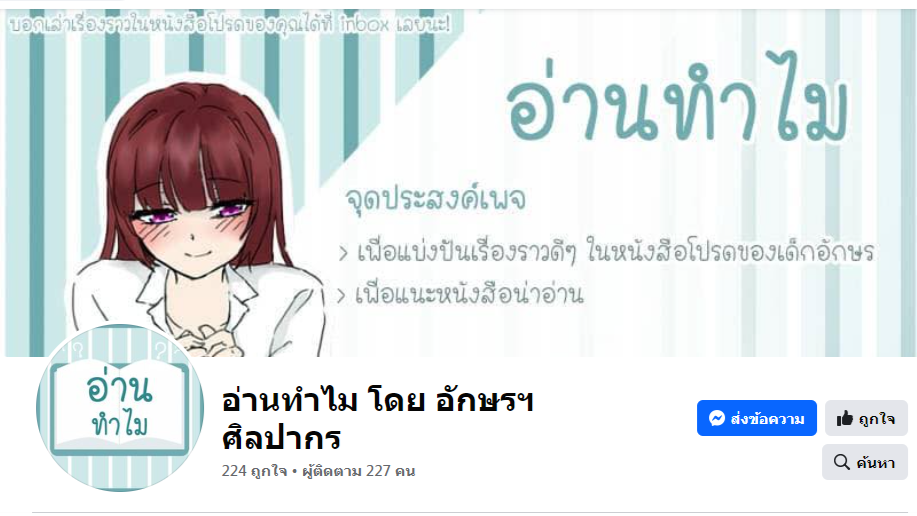 บอกเล่าเรื่องราวในหนังสือโปรดของคุณได้ที่ inbox เลยนะ!
อ่านทำไม
จุดประสงค์เพจ
> เพื่อแบ่งปันเรื่องราวดีๆ ในหนังสือโปรดของเด็กอักษร
> เพื่อแนะหนังสือน่าอ่าน
!?
?!
อ่าน
ทำไม
อ่านทำไม โดย อักษรฯ
ศิลปากร
224 ถูกใจ • ผู้ติดตาม 227 คน
ส่งข้อความ
ถูกใจ
ค้นหา